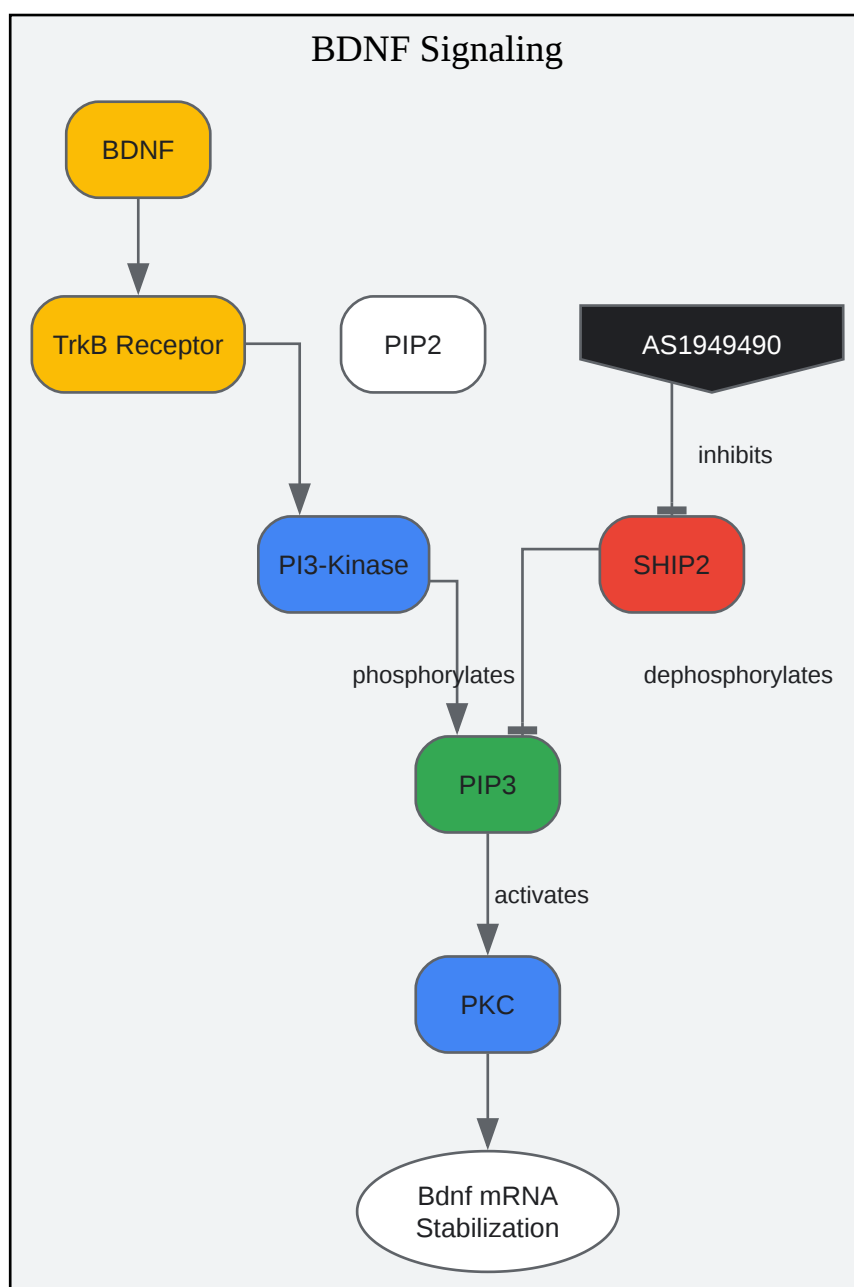 BDNF Signaling
BDNF
TrkB Receptor
PIP2
AS1949490
inhibits
PI3-Kinase
SHIP2
phosphorylates
dephosphorylates
PIP3
activates
PKC
Bdnf mRNA
Stabilization